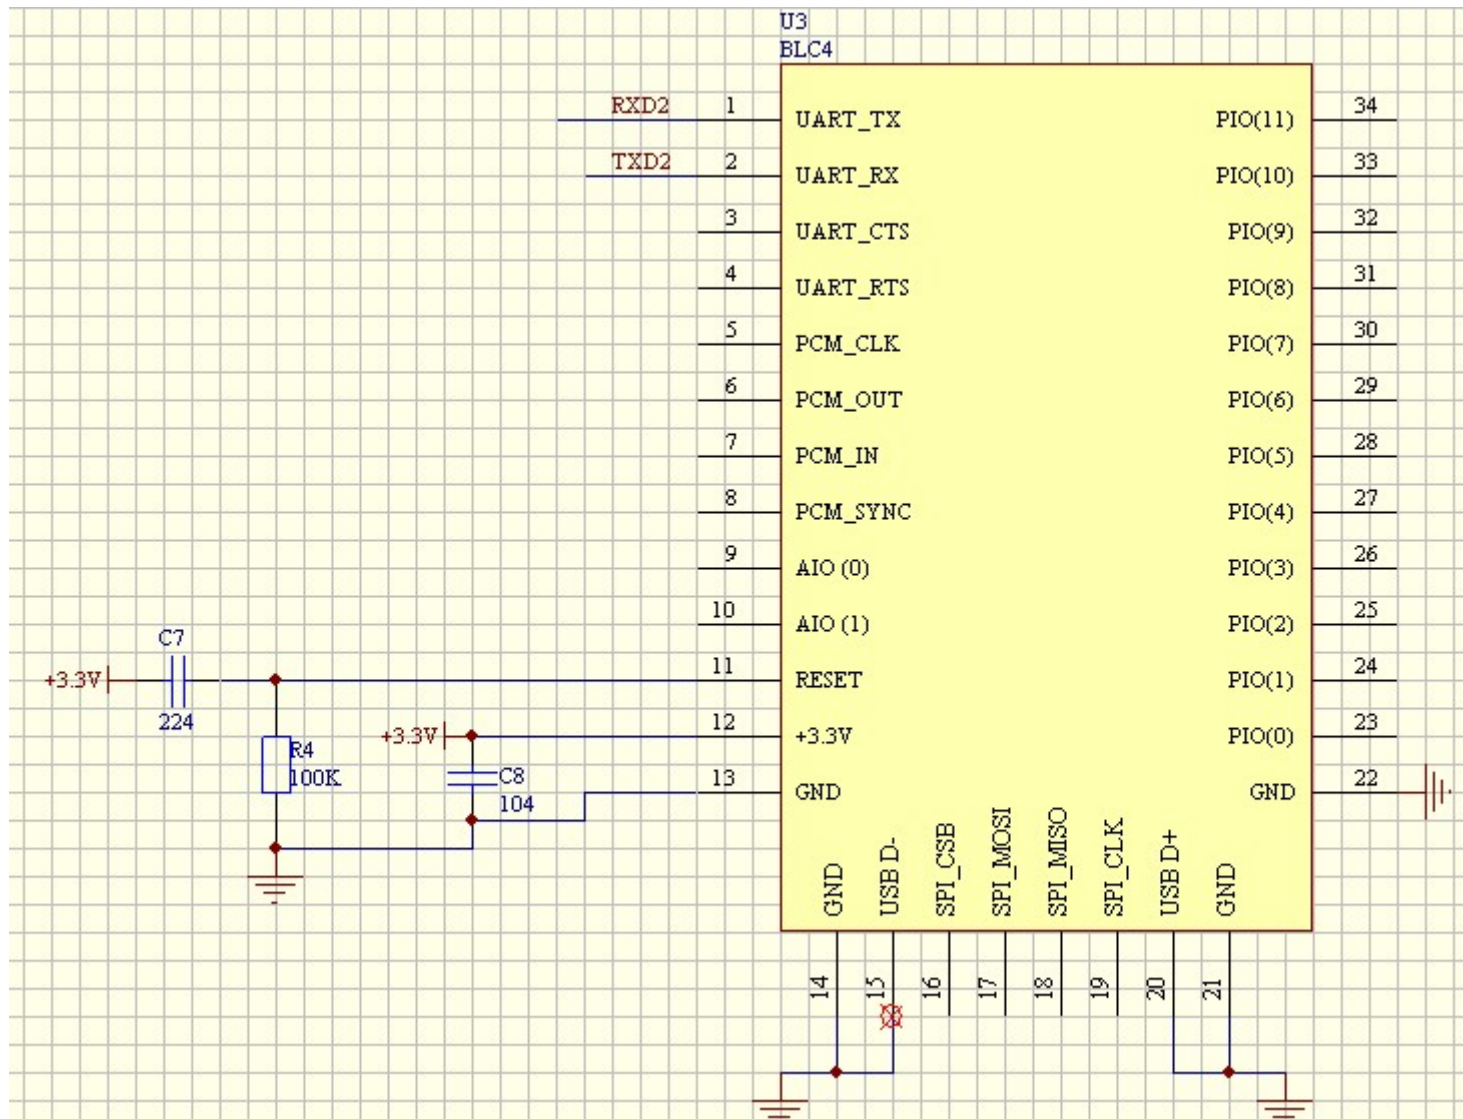 U3
BLC4
RXD2 1 UART_TX PIO(11) 34
TXD2 2 UART_RX PIO(10) 33
3 UART_CTS PIO(9) 32
4 UART_RTS PIO(8) 31
5 PCM_CLK PIO(7) 30
6 PCM_OUT PIO(6) 29
7 PCM_IN PIO(5) 28
8 PCM_SYNC PIO(4) 27
9 AIO (0) PIO(3) 26
10 AIO (1) PIO(2) 25
C7
+3.3V 11 RESET PIO(1) 24
224
+3.3V 12 +3.3V PIO(0) 23
R4
100K
C8
104
13 GND GND 22
GND USB D- SPI_CSB SPI_MOSI SPI_MISO SPI_CLK USB D+ GND
14 15 16 17 18 19 20 21